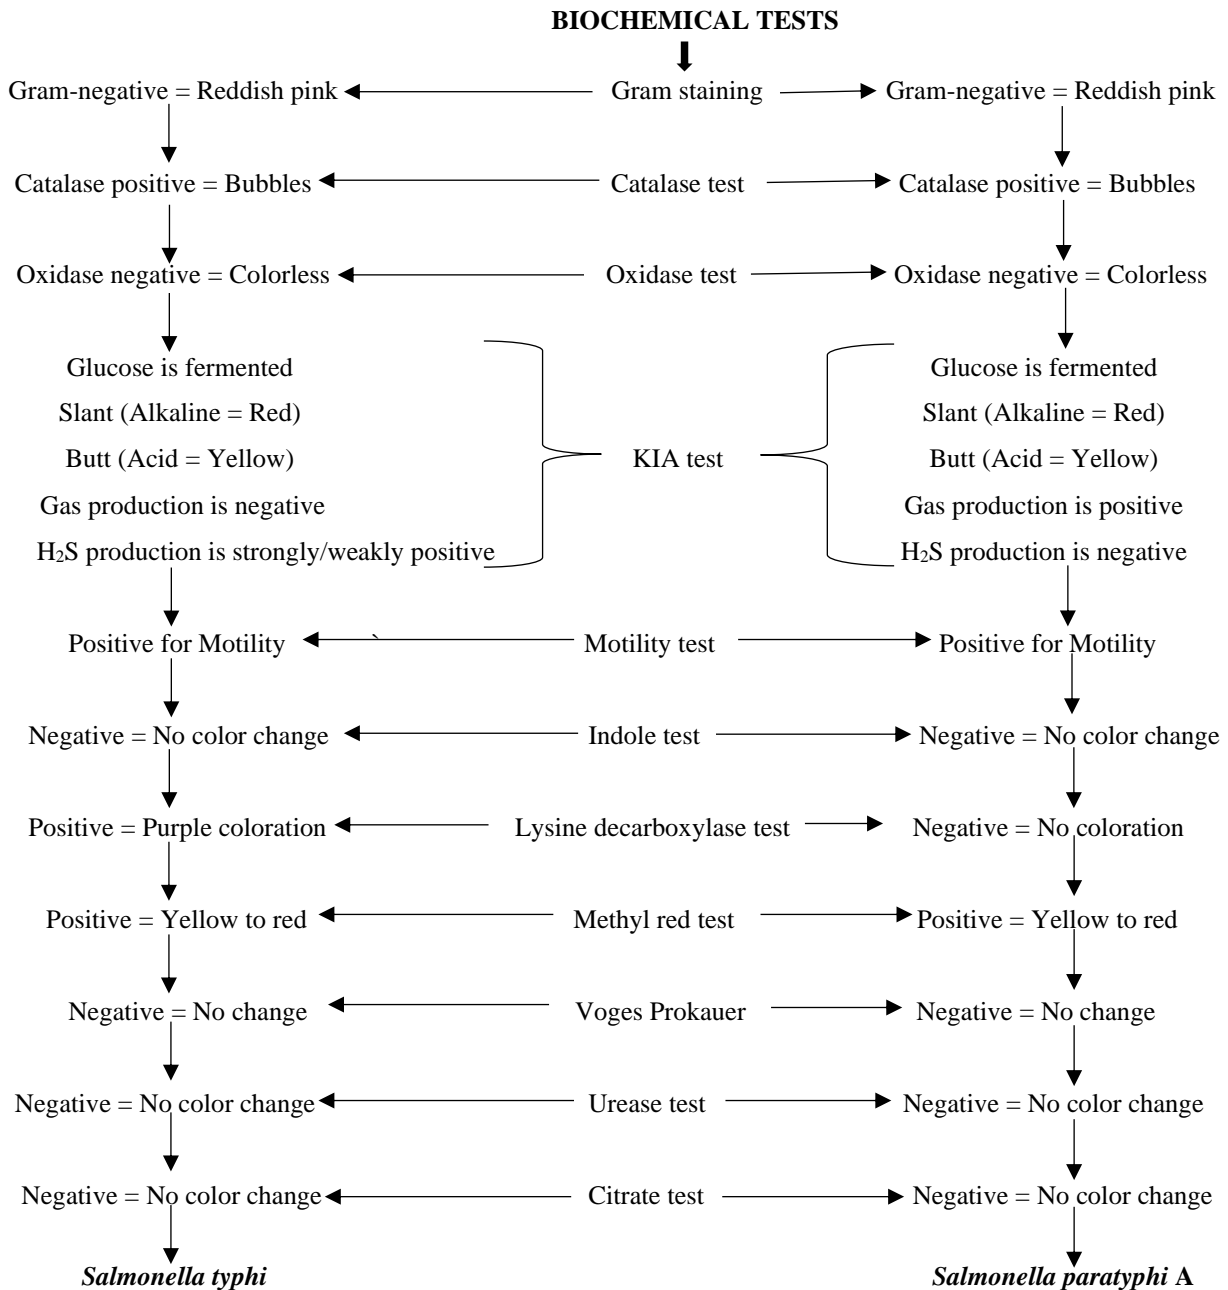 BIOCHEMICAL TESTS
Gram-negative = Reddish pink Gram staining Gram-negative = Reddish pink
Catalase positive = Bubbles Catalase test Catalase positive = Bubbles
Oxidase negative = Colorless Oxidase test Oxidase negative = Colorless
Glucose is fermented Glucose is fermented
Slant (Alkaline = Red) Slant (Alkaline = Red)
Butt (Acid = Yellow) KIA test Butt (Acid = Yellow)
Gas production is negative Gas production is positive
H₂S production is strongly/weakly positive H₂S production is negative
Positive for Motility ` Motility test Positive for Motility
Negative = No color change Indole test Negative = No color change
Positive = Purple coloration Lysine decarboxylase test Negative = No coloration
Positive = Yellow to red Methyl red test Positive = Yellow to red
Negative = No change Voges Prokauer Negative = No change
Negative = No color change Urease test Negative = No color change
Negative = No color change Citrate test Negative = No color change
Salmonella typhi Salmonella paratyphi A